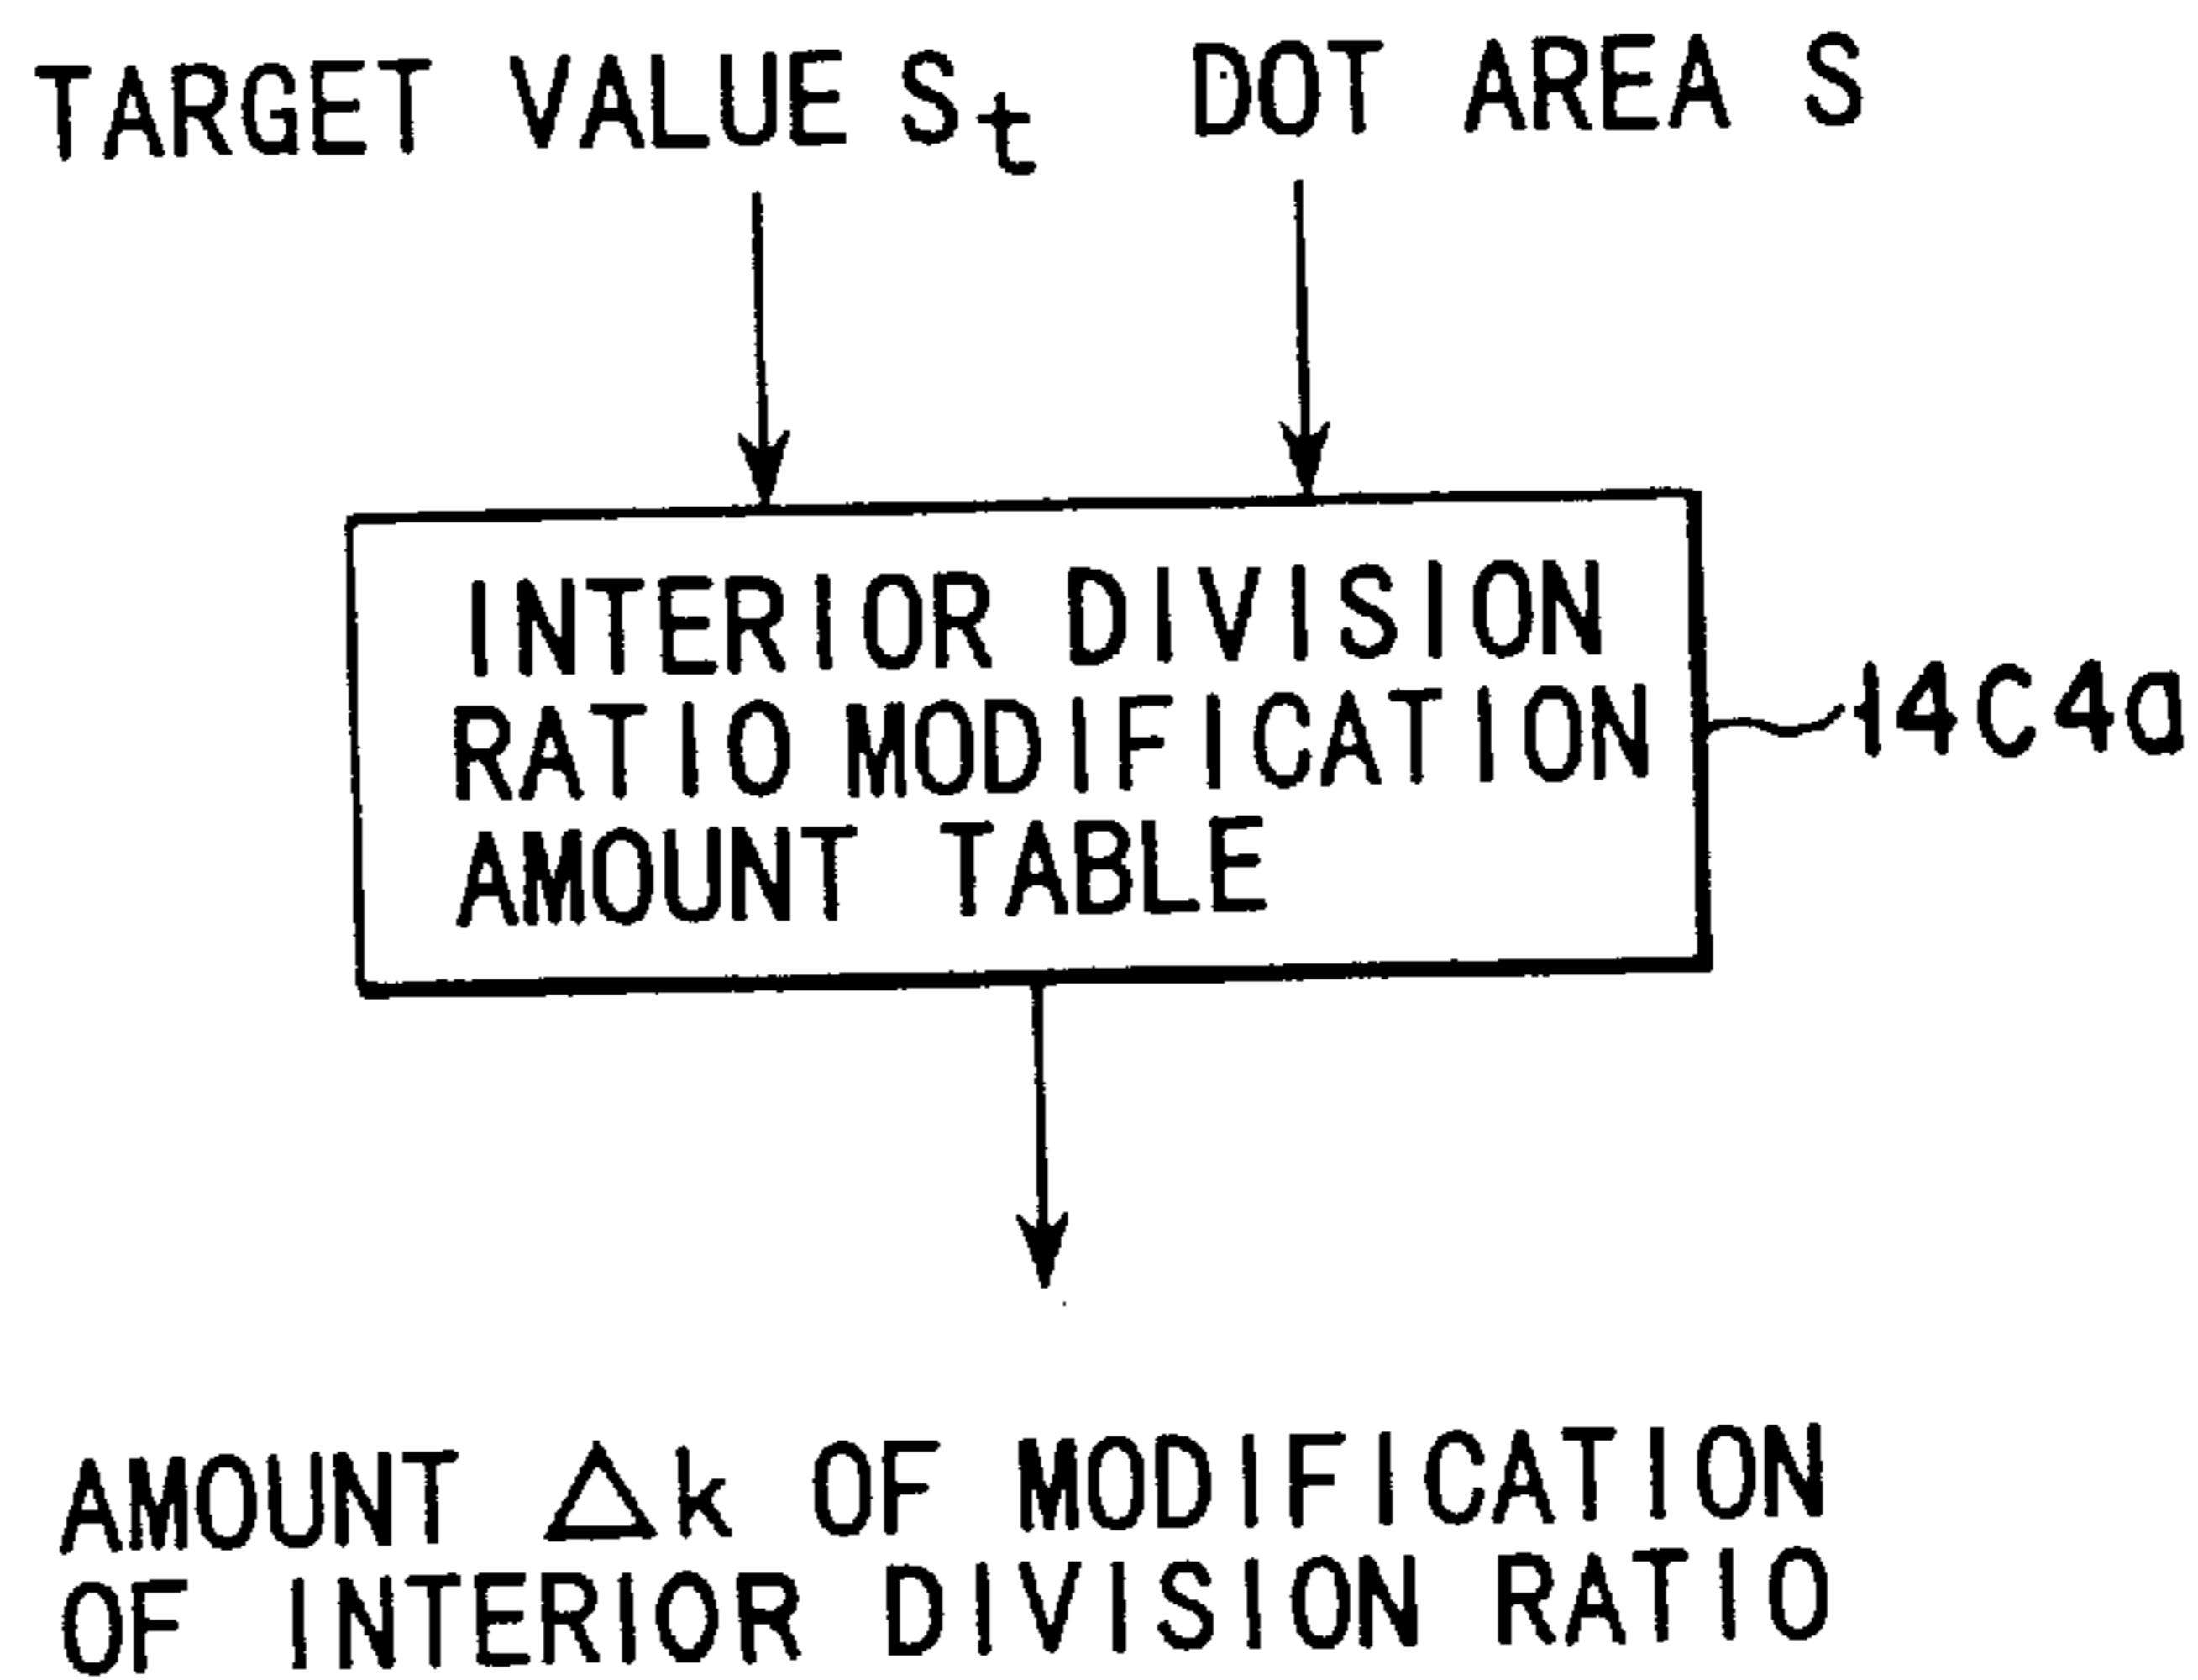 TARGET VALUE St DOT AREA S
INTERIOR DIVISION
RATIO MODIFICATION
AMOUNT TABLE
14C4a
AMOUNT Δk OF MODIFICATION
OF INTERIOR DIVISION RATIO